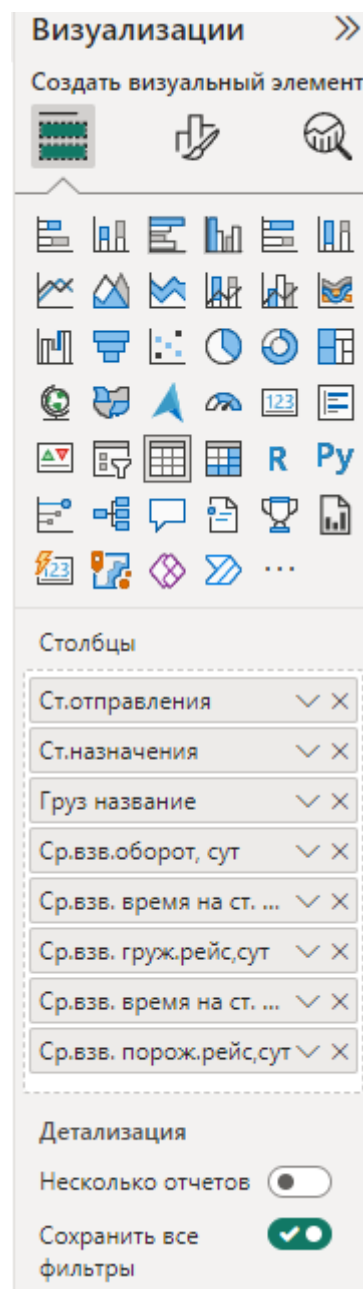 Визуализации
Создать визуальный элемент
123
R Py
123
Столбцы
Ст.отправления
Ст.назначения
Груз название
Ср.взв.оборот, сут
Ср.взв. время на ст. ...
Ср.взв. груж.рейс,сут
Ср.взв. время на ст. ...
Ср.взв. порож.рейс,сут
Детализация
Несколько отчетов
Сохранить все
фильтры